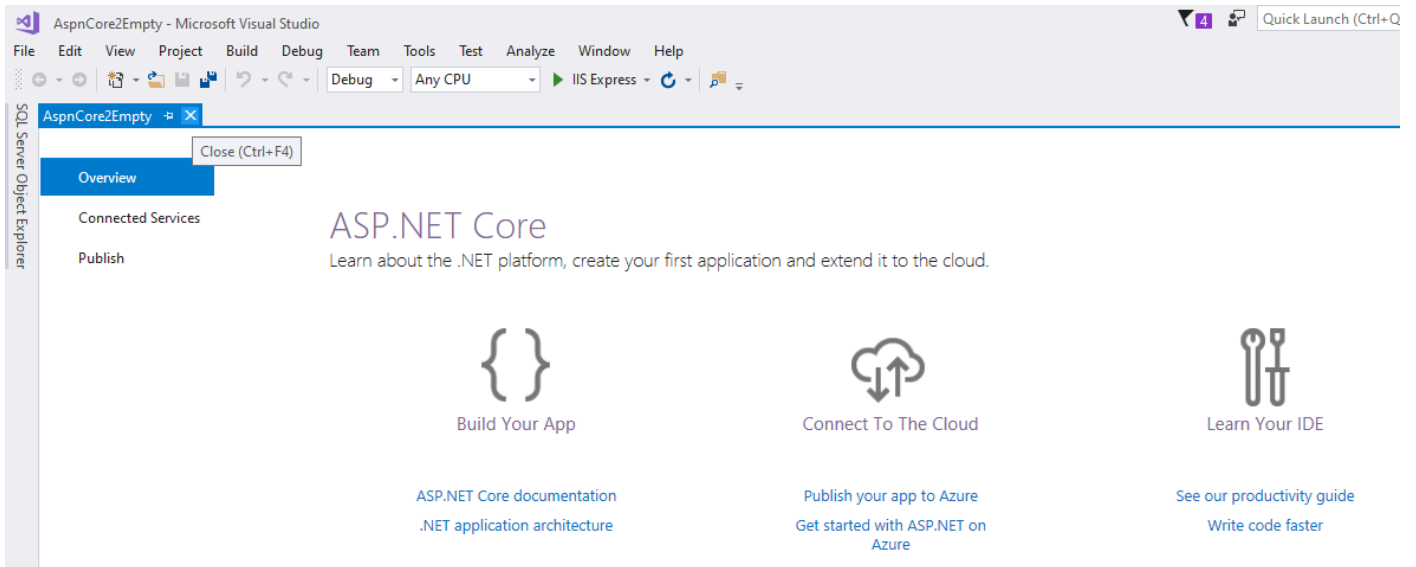 AspnCore2Empty - Microsoft Visual Studio
4
Quick Launch (Ctrl+Q
File Edit View Project Build Debug Team Tools Test Analyze Window Help
Debug Any CPU IIS Express
SQL Server Object Explorer
AspnCore2Empty
Close (Ctrl+F4)
Overview
Connected Services
Publish
ASP.NET Core
Learn about the .NET platform, create your first application and extend it to the cloud.
Build Your App
ASP.NET Core documentation
.NET application architecture
Connect To The Cloud
Publish your app to Azure
Get started with ASP.NET on
Azure
Learn Your IDE
See our productivity guide
Write code faster